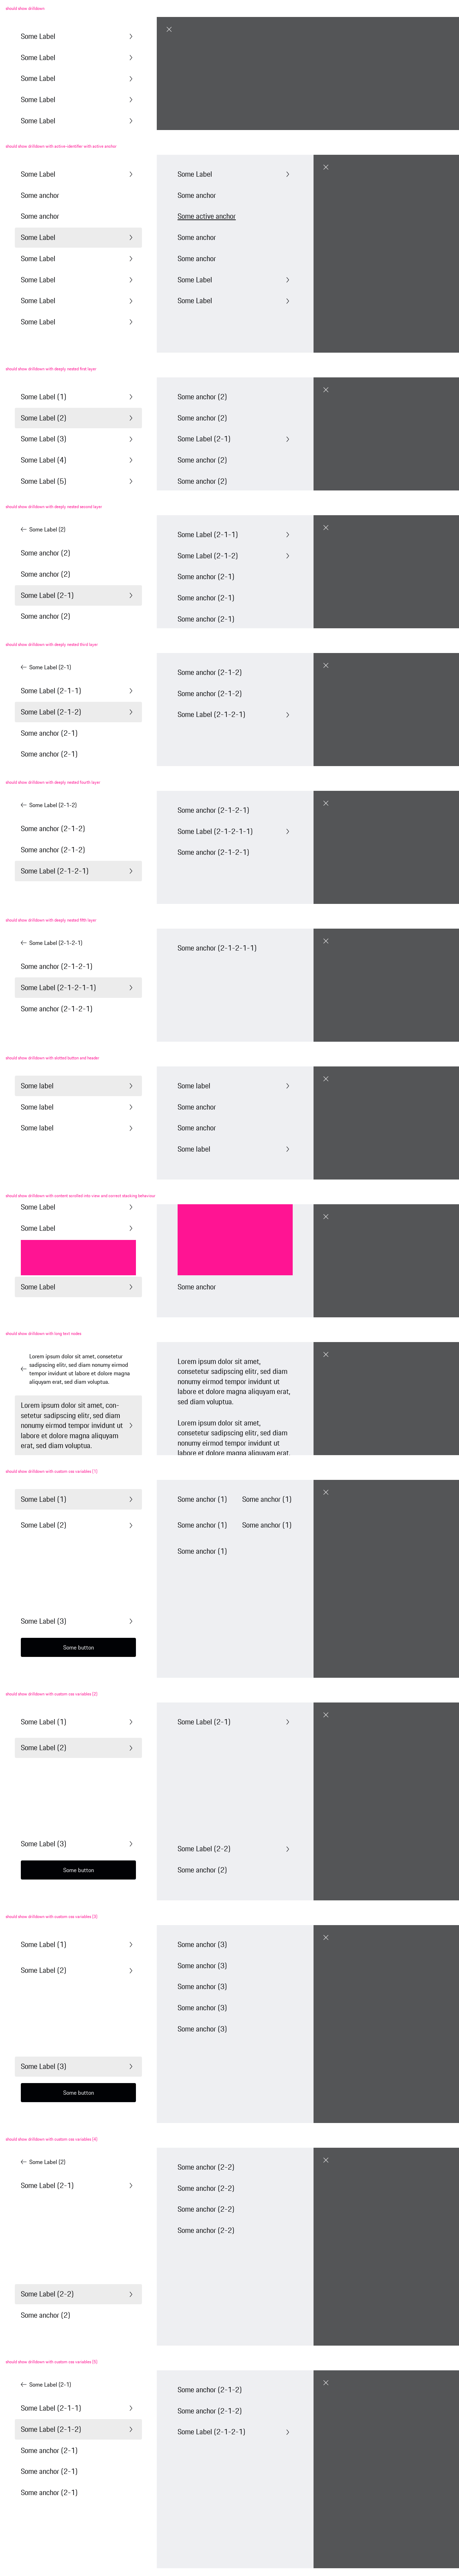 should show drilldown
Some Label
Some Label
Some Label
Some Label
Some Label
should show drilldown with active-identifier with active anchor
Some Label
Some anchor
Some anchor
Some Label
Some Label
Some Label
Some Label
Some Label
Some Label
Some anchor
Some active anchor
Some anchor
Some anchor
Some Label
Some Label
should show drilldown with deeply nested first layer
Some Label (1)
Some Label (2)
Some Label (3)
Some Label (4)
Some Label (5)
Some anchor (2)
Some anchor (2)
Some Label (2-1)
Some anchor (2)
Some anchor (2)
should show drilldown with deeply nested second layer
Some Label (2)
Some anchor (2)
Some anchor (2)
Some Label (2-1)
Some anchor (2)
Some Label (2-1-1)
Some Label (2-1-2)
Some anchor (2-1)
Some anchor (2-1)
Some anchor (2-1)
should show drilldown with deeply nested third layer
Some Label (2-1)
Some Label (2-1-1)
Some Label (2-1-2)
Some anchor (2-1)
Some anchor (2-1)
Some anchor (2-1-2)
Some anchor (2-1-2)
Some Label (2-1-2-1)
should show drilldown with deeply nested fourth layer
Some Label (2-1-2)
Some anchor (2-1-2)
Some anchor (2-1-2)
Some Label (2-1-2-1)
Some anchor (2-1-2-1)
Some Label (2-1-2-1-1)
Some anchor (2-1-2-1)
should show drilldown with deeply nested fifth layer
Some Label (2-1-2-1)
Some anchor (2-1-2-1)
Some Label (2-1-2-1-1)
Some anchor (2-1-2-1)
Some anchor (2-1-2-1-1)
should show drilldown with slotted button and header
Some label
Some label
Some label
Some label
Some anchor
Some anchor
Some label
should show drilldown with content scrolled into view and correct stacking behaviour
Some Label
Some Label
Some Label
Some anchor
should show drilldown with long text nodes
Lorem ipsum dolor sit amet, consetetur
sadipscing elitr, sed diam nonumy eirmod
tempor invidunt ut labore et dolore magna
aliquyam erat, sed diam voluptua.
Lorem ipsum dolor sit amet, con-
setetur sadipscing elitr, sed diam
nonumy eirmod tempor invidunt ut
labore et dolore magna aliquyam
erat, sed diam voluptua.
Lorem ipsum dolor sit amet,
consetetur sadipscing elitr, sed diam
nonumy eirmod tempor invidunt ut
labore et dolore magna aliquyam erat,
sed diam voluptua.
Lorem ipsum dolor sit amet,
consetetur sadipscing elitr, sed diam
nonumy eirmod tempor invidunt ut
labore et dolore magna aliquyam erat,
should show drilldown with custom css variables (1)
Some Label (1)
Some Label (2)
Some Label (3)
Some button
Some anchor (1) Some anchor (1)
Some anchor (1) Some anchor (1)
Some anchor (1)
should show drilldown with custom css variables (2)
Some Label (1)
Some Label (2)
Some Label (3)
Some button
Some Label (2-1)
Some Label (2-2)
Some anchor (2)
should show drilldown with custom css variables (3)
Some Label (1)
Some Label (2)
Some Label (3)
Some button
Some anchor (3)
Some anchor (3)
Some anchor (3)
Some anchor (3)
Some anchor (3)
should show drilldown with custom css variables (4)
Some Label (2)
Some Label (2-1)
Some Label (2-2)
Some anchor (2)
Some anchor (2-2)
Some anchor (2-2)
Some anchor (2-2)
Some anchor (2-2)
should show drilldown with custom css variables (5)
Some Label (2-1)
Some Label (2-1-1)
Some Label (2-1-2)
Some anchor (2-1)
Some anchor (2-1)
Some anchor (2-1)
Some anchor (2-1-2)
Some anchor (2-1-2)
Some Label (2-1-2-1)